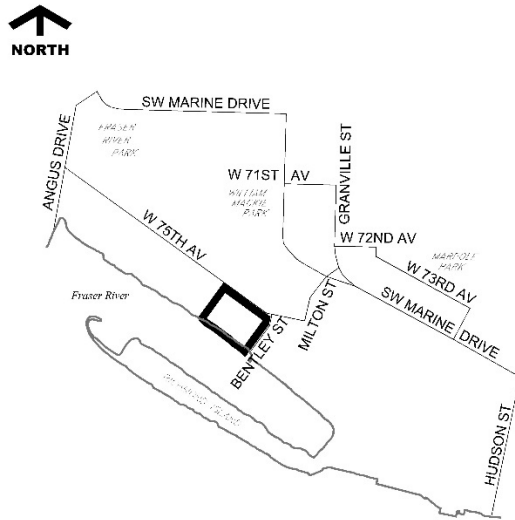 NORTH
SW MARINE DRIVE
FRASER
RIVER
PARK
ANGUS DRIVE
GRANVILLE ST
W 71ST AV
WILLIAM
MACKIE
PARK
W 75TH AV
W 72ND AV
PARK
W 73RD AV
Fraser River
MILTON ST
SW MARINE DRIVE
BENTLEY ST
ISLAND
HUDSON ST